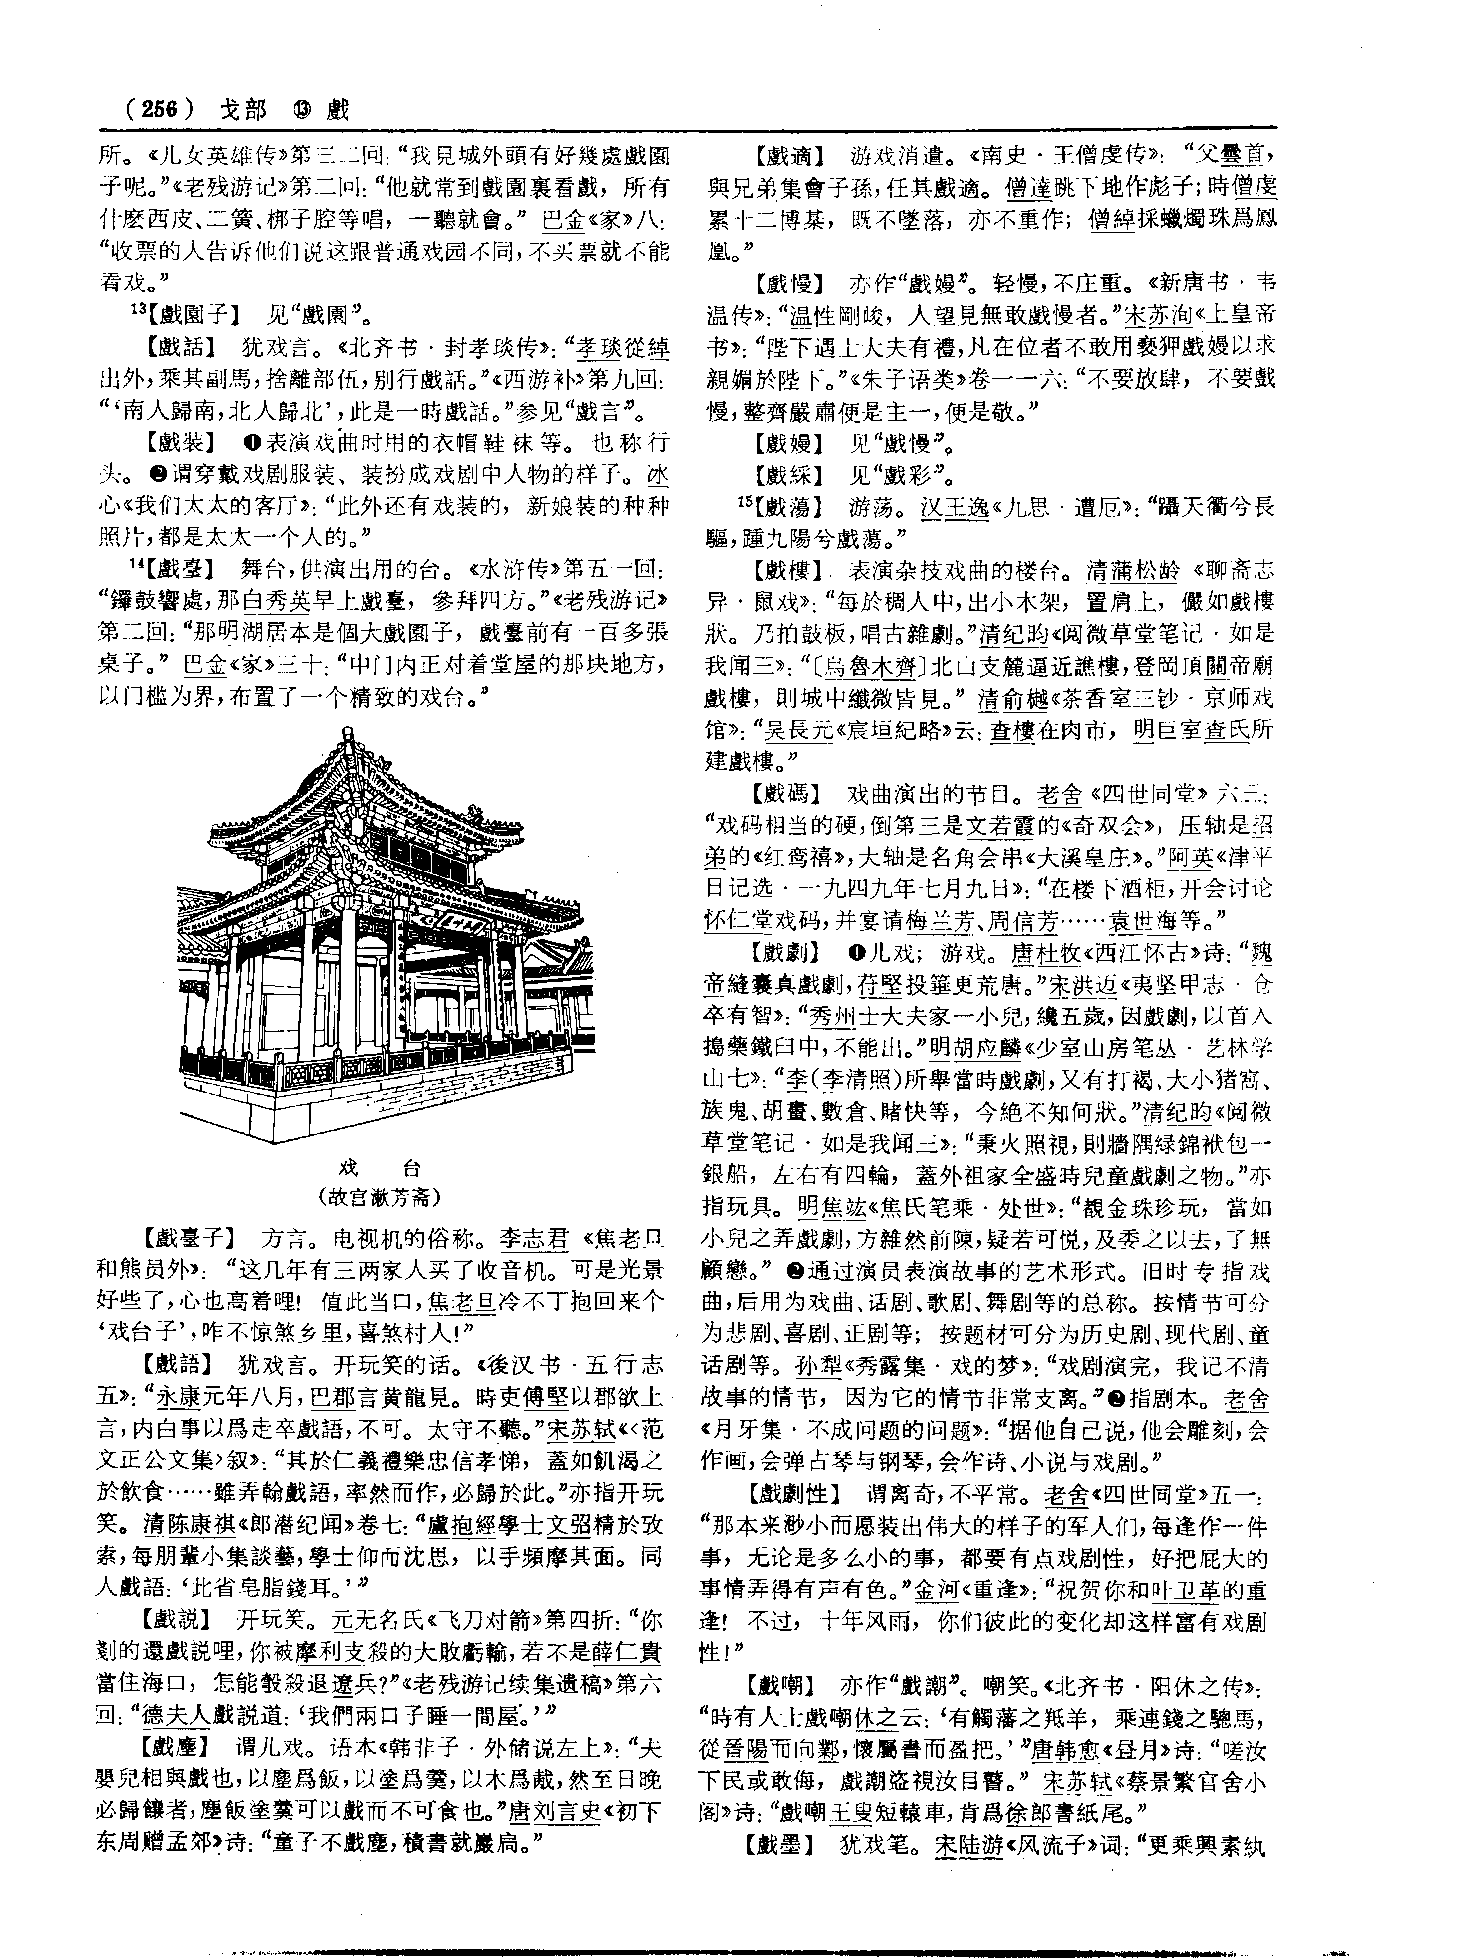 (256) 戈部 ⓭ 戲
所。《儿女英雄传》第三二回：“我見城外頭有好幾處戲園
子呢。”《老残游记》第二回：“他就常到戲園裏看戲，所有
什麽西皮、二簧、梆子腔等唱，一聽就會。”巴金《家》八：
“收票的人告诉他们说这跟普通戏园不同，不买票就不能
看戏。”
13【戲園子】 见“戲園”。
【戲話】 犹戏言。《北齐书·封孝琰传》：“孝琰從綽
出外，乘其副馬，捨離部伍，别行戲話。”《西游补》第九回：
“‘南人歸南，北人歸北’，此是一時戲話。”参见“戲言”。
【戲装】 ❶表演戏曲时用的衣帽鞋袜等。也称行
头。❷谓穿戴戏剧服装、装扮成戏剧中人物的样子。冰
心《我们太太的客厅》：“此外还有戏装的，新娘装的种种
照片，都是太太一个人的。”
14【戲臺】 舞台，供演出用的台。《水浒传》第五一回：
“鑼鼓響處，那白秀英早上戲臺，參拜四方。”《老残游记》
第二回：“那明湖居本是個大戲園子，戲臺前有一百多張
桌子。”巴金《家》三十：“中门内正对着堂屋的那块地方，
以门槛为界，布置了一个精致的戏台。”
戏 台
（故宫漱芳斋）
【戲臺子】 方言。电视机的俗称。李志君《焦老旦
和熊员外》：“这几年有三两家人买了收音机。可是光景
好些了，心也高着哩！值此当口，焦老旦冷不丁抱回来个
‘戏台子’，咋不惊煞乡里，喜煞村人！”
【戲語】 犹戏言。开玩笑的话。《後汉书·五行志
五》：“永康元年八月，巴郡言黄龍見。時吏傅堅以郡欲上
言，内白事以爲走卒戲語，不可。太守不聽。”宋苏轼《〈范
文正公文集〉叙》：“其於仁義禮樂忠信孝悌，蓋如飢渴之
於飲食……雖弄翰戲語，率然而作，必歸於此。”亦指开玩
笑。清陈康祺《郎潜纪闻》卷七：“盧抱經學士文弨精於攷
索，每朋輩小集談藝，學士仰而沈思，以手頻摩其面。同
人戲語：‘此省皂脂錢耳。’”
【戲説】 开玩笑。元无名氏《飞刀对箭》第四折：“你
剗的還戲説哩，你被摩利支殺的大敗虧輸，若不是薛仁貴
當住海口，怎能彀殺退遼兵？”《老残游记续集遗稿》第六
回：“德夫人戲説道：‘我們兩口子睡一間屋。’”
【戲塵】 谓儿戏。语本《韩非子·外储说左上》：“夫
嬰兒相與戲也，以塵爲飯，以塗爲羹，以木爲胾，然至日晚
必歸饟者，塵飯塗羹可以戲而不可食也。”唐刘言史《初下
东周赠孟郊》诗：“童子不戲塵，積書就巖扃。”
【戲適】 游戏消遣。《南史·王僧虔传》：“父曇首，
與兄弟集會子孫，任其戲適。僧達跳下地作彪子；時僧虔
累十二博棊，既不墜落，亦不重作；僧綽採蠟燭珠爲鳳
凰。”
【戲慢】 亦作“戲嫚”。轻慢，不庄重。《新唐书·韦
温传》：“温性剛峻，人望見無敢戲慢者。”宋苏洵《上皇帝
书》：“陛下遇士大夫有禮，凡在位者不敢用褻狎戲嫚以求
親媚於陛下。”《朱子语类》卷一一六：“不要放肆，不要戲
慢，整齊嚴肅便是主一，便是敬。”
【戲嫚】 见“戲慢”。
【戲綵】 见“戲彩”。
15【戲蕩】 游荡。汉王逸《九思·遭厄》：“躡天衢兮長
驅，踵九陽兮戲蕩。”
【戲樓】 表演杂技戏曲的楼台。清蒲松龄《聊斋志
异·鼠戏》：“每於稠人中，出小木架，置肩上，儼如戲樓
狀。乃拍鼓板，唱古雜劇。”清纪昀《阅微草堂笔记·如是
我闻三》：“〔烏魯木齊〕北山支麓逼近譙樓，登岡頂關帝廟
戲樓，則城中纖微皆見。”清俞樾《茶香室三钞·京师戏
馆》：“吴長元《宸垣紀略》云：查樓在肉市，明巨室查氏所
建戲樓。”
【戲碼】 戏曲演出的节目。老舍《四世同堂》六三：
“戏码相当的硬，倒第三是文若霞的《奇双会》，压轴是招
弟的《红鸾禧》，大轴是名角会串《大溪皇庄》。”阿英《津平
日记选·一九四九年七月九日》：“在楼下酒柜，开会讨论
怀仁堂戏码，并宴请梅兰芳、周信芳……袁世海等。”
【戲劇】 ❶儿戏；游戏。唐杜牧《西江怀古》诗：“魏
帝縫囊真戲劇，苻堅投箠更荒唐。”宋洪迈《夷坚甲志·仓
卒有智》：“秀州士大夫家一小兒，纔五歲，因戲劇，以首入
搗藥鐵臼中，不能出。”明胡应麟《少室山房笔丛·艺林学
山七》：“李（李清照）所舉當時戲劇，又有打褐、大小猪窩、
族鬼、胡畫、數倉、賭快等，今絶不知何狀。”清纪昀《阅微
草堂笔记·如是我闻三》：“秉火照視，則牆隅緑錦袱包一
銀船，左右有四輪，蓋外祖家全盛時兒童戲劇之物。”亦
指玩具。明焦竑《焦氏笔乘·处世》：“覩金珠珍玩，當如
小兒之弄戲劇，方雜然前陳，疑若可悦，及委之以去，了無
顧戀。”❷通过演员表演故事的艺术形式。旧时专指戏
曲，后用为戏曲、话剧、歌剧、舞剧等的总称。按情节可分
为悲剧、喜剧、正剧等；按题材可分为历史剧、现代剧、童
话剧等。孙犁《秀露集·戏的梦》：“戏剧演完，我记不清
故事的情节，因为它的情节非常支离。”❷指剧本。老舍
《月牙集·不成问题的问题》：“据他自己说，他会雕刻，会
作画，会弹占琴与钢琴，会作诗、小说与戏剧。”
【戲劇性】 谓离奇，不平常。老舍《四世同堂》五一：
“那本来渺小而愿装出伟大的样子的军人们，每逢作一件
事，无论是多么小的事，都要有点戏剧性，好把屁大的
事情弄得有声有色。”金河《重逢》：“祝贺你和叶卫革的重
逢！不过，十年风雨，你们彼此的变化却这样富有戏剧
性！”
【戲嘲】 亦作“戲謿”。嘲笑。《北齐书·阳休之传》：
“時有人上戲嘲休之云：‘有觸藩之羝羊，乘連錢之驄馬，
從晉陽而向鄴，懷屬書而盈把。’”唐韩愈《昼月》诗：“嗟汝
下民或敢侮，戲謿盜視汝目瞽。”宋苏轼《蔡景繁官舍小
阁》诗：“戲嘲王叟短轅車，肯爲徐郎書紙尾。”
【戲墨】 犹戏笔。宋陆游《风流子》词：“更乘興素紈